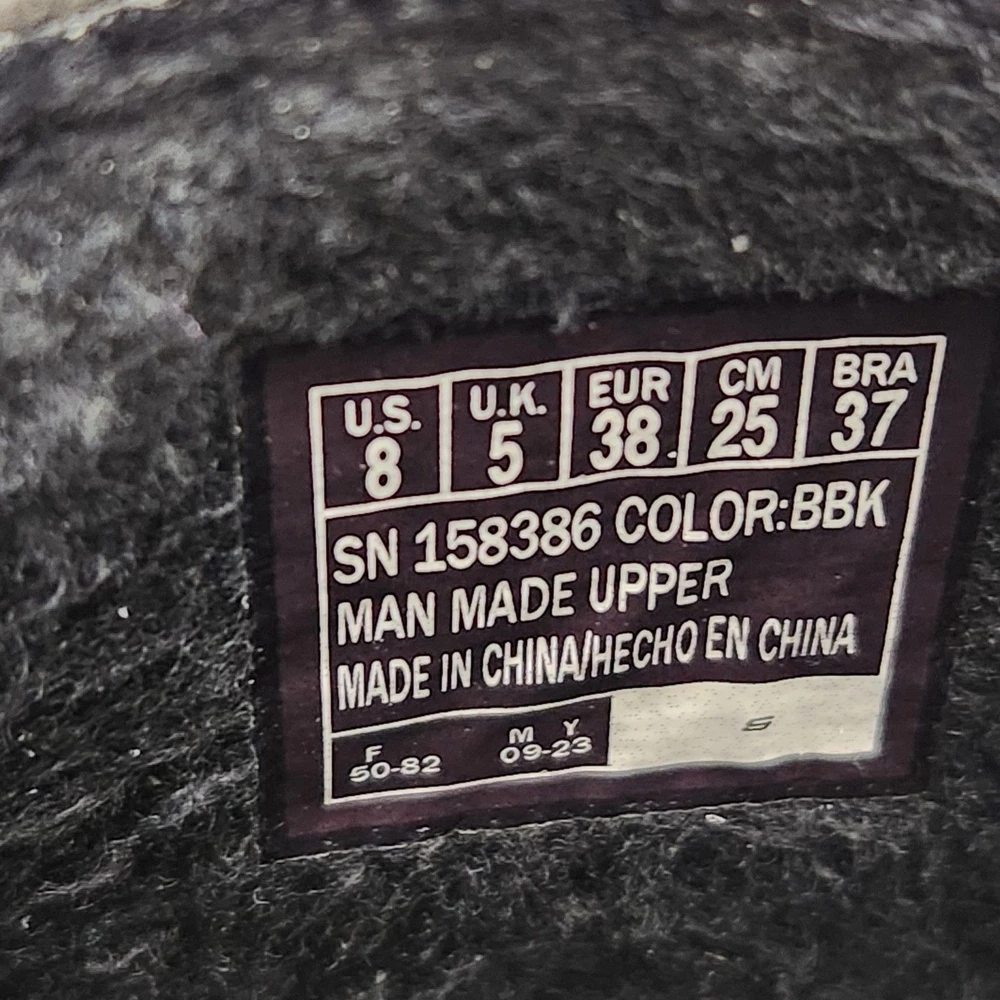 U.S. U.K. EUR CM BRA
8 5 38. 25 37
SN 158386 COLOR:BBK
MAN MADE UPPER
MADE IN CHINA/HECHO EN CHINA
F M Y
50-82 09-23
S